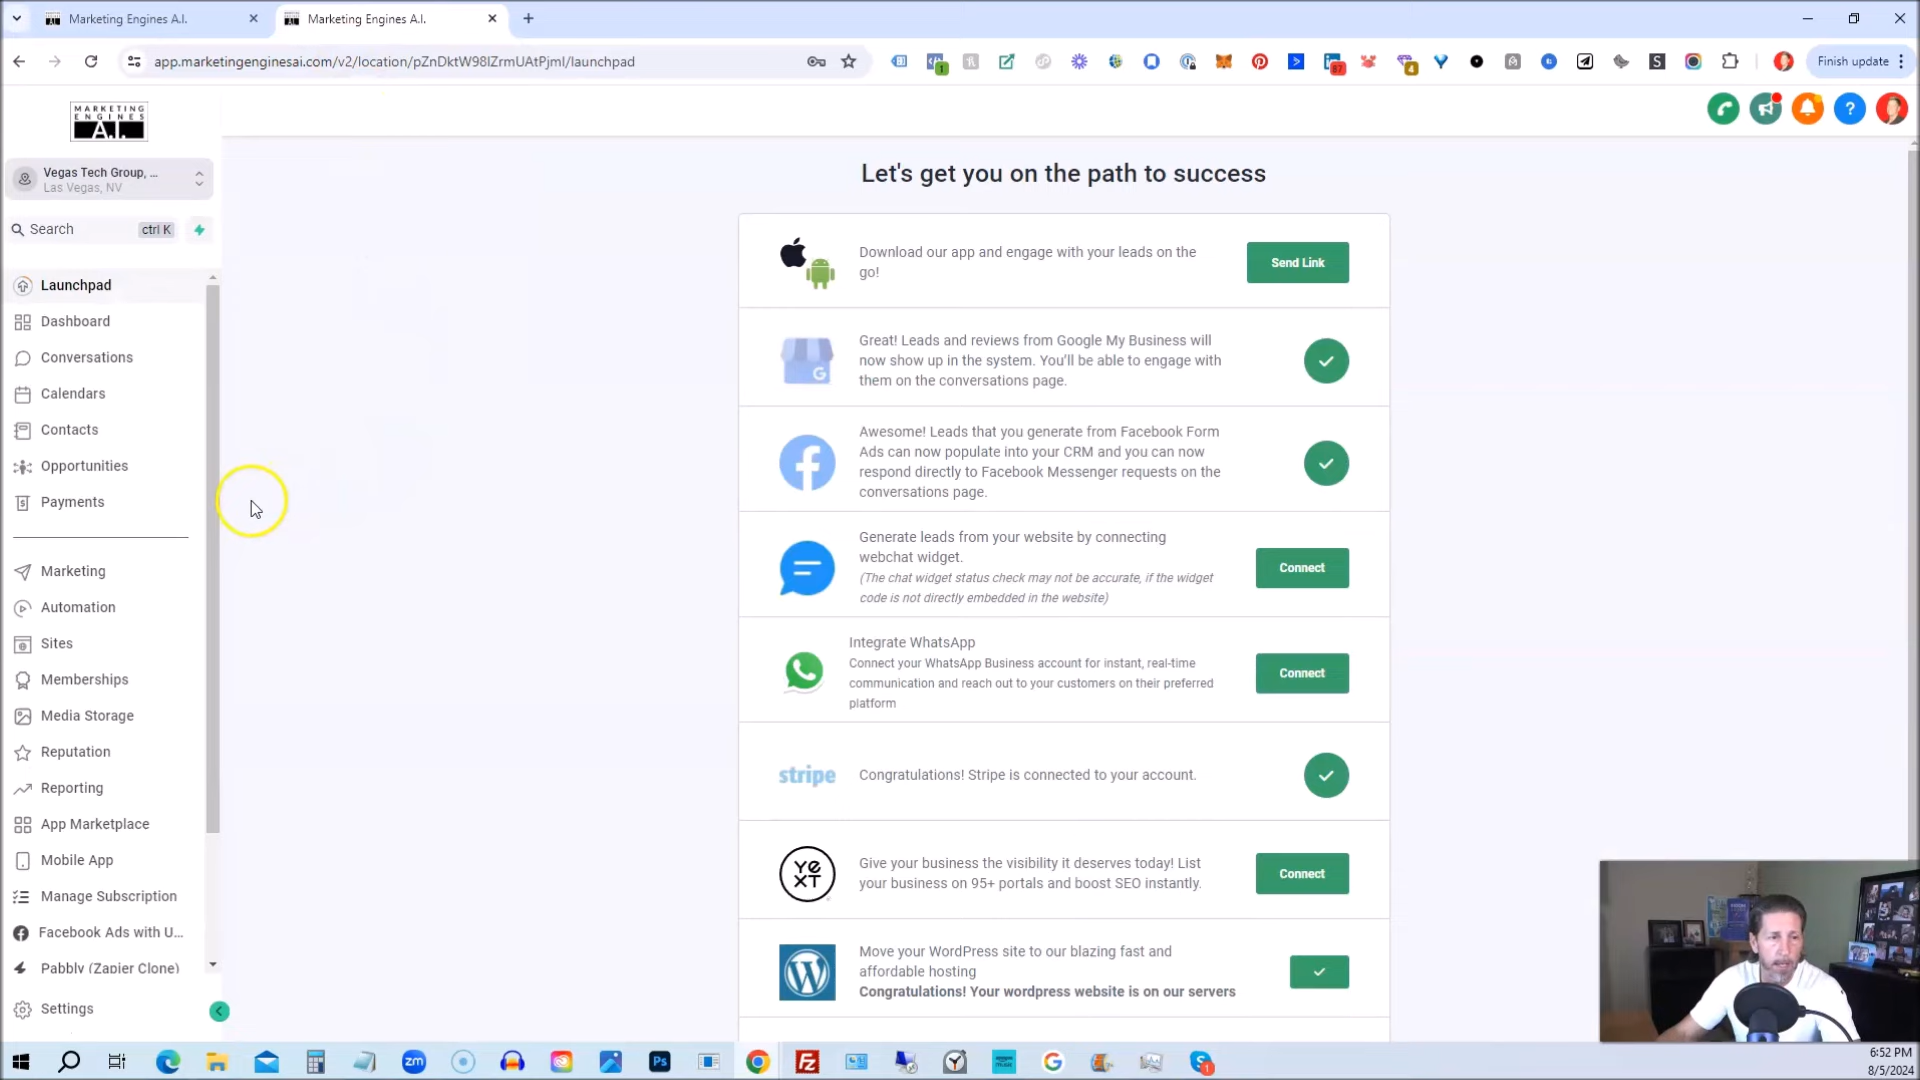 Marketing Engines A.I.
Marketing Engines A.I.
app.marketingenginesai.com/v2/location/pZnDktW98lZrmUAtPjml/launchpad
1
87
4
Finish update
MARKETING
ENGINES
A.I.
Vegas Tech Group, ...
Las Vegas, NV
Search
ctrl K
Launchpad
Dashboard
Conversations
Calendars
Contacts
Opportunities
Payments
Marketing
Automation
Sites
Memberships
Media Storage
Reputation
Reporting
App Marketplace
Mobile App
Manage Subscription
Facebook Ads with U...
Pabbly (Zapier Clone)
Settings
Let's get you on the path to success
Download our app and engage with your leads on the
go!
Send Link
Great! Leads and reviews from Google My Business will
now show up in the system. You'll be able to engage with
them on the conversations page.
Awesome! Leads that you generate from Facebook Form
Ads can now populate into your CRM and you can now
respond directly to Facebook Messenger requests on the
conversations page.
Generate leads from your website by connecting
webchat widget.
(The chat widget status check may not be accurate, if the widget
code is not directly embedded in the website)
Connect
Integrate WhatsApp
Connect your WhatsApp Business account for instant, real-time
communication and reach out to your customers on their preferred
platform
Connect
stripe
Congratulations! Stripe is connected to your account.
yext
Give your business the visibility it deserves today! List
your business on 95+ portals and boost SEO instantly.
Connect
Move your WordPress site to our blazing fast and
affordable hosting
Congratulations! Your wordpress website is on our servers
zm
Ps
Fz
G
1
6:52 PM
8/5/2024